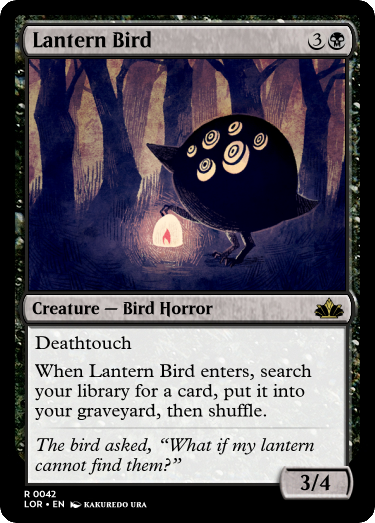 Lantern Bird 3
Creature — Bird Horror
Deathtouch
When Lantern Bird enters, search
your library for a card, put it into
your graveyard, then shuffle.
The bird asked, “What if my lantern
cannot find them?”
3/4
R 0042
LOR • EN KAKUREDO URA